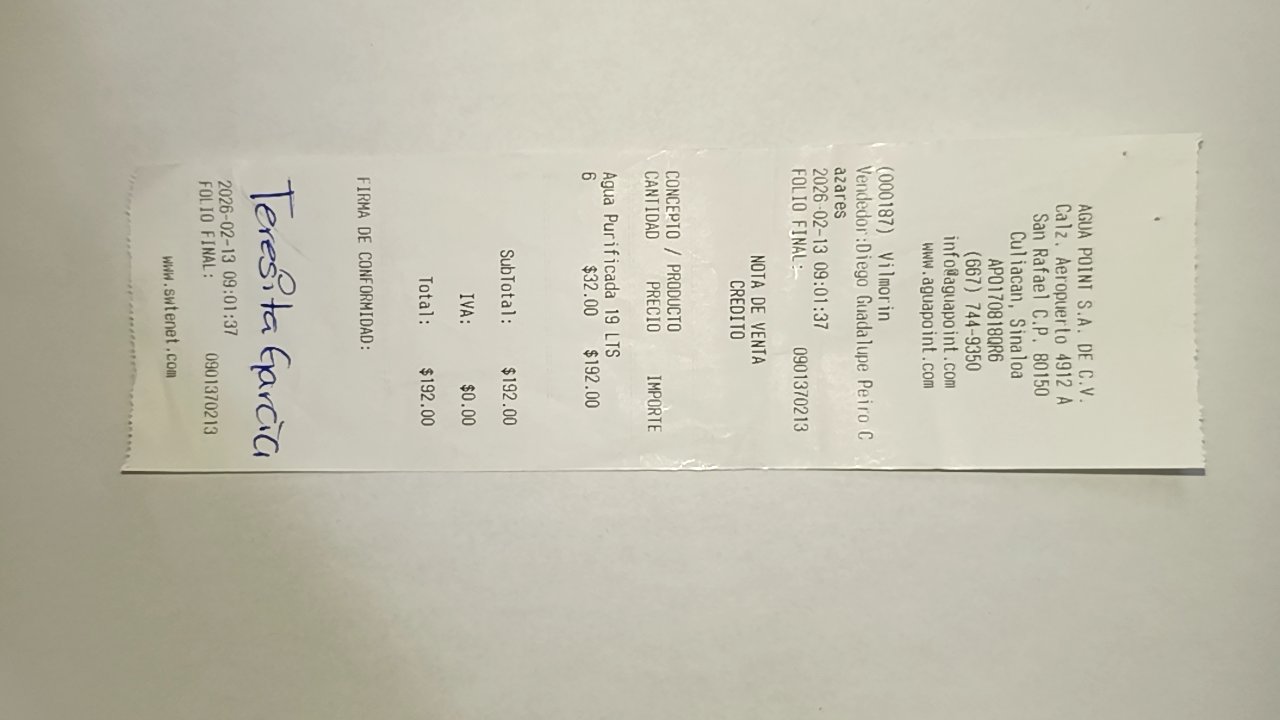 AGUA POINT S.A. DE C.V.
Calz. Aeropuerto 4912 A
San Rafael C.P. 80150
Culiacan, Sinaloa
APO170818QR6
(667) 744-9350
info@aguapoint.com
www.aguapoint.com
(000187) Vilmorin
Vendedor:Diego Guadalupe Peiro C
azares
2026-02-13 09:01:37
FOLIO FINAL: 0901370213
NOTA DE VENTA
CREDITO
CONCEPTO / PRODUCTO
CANTIDAD PRECIO IMPORTE
Agua Purificada 19 LTS
6 $32.00 $192.00
SubTotal: $192.00
IVA: $0.00
Total: $192.00
FIRMA DE CONFORMIDAD:
Teresita García
2026-02-13 09:01:37
FOLIO FINAL: 0901370213
www.swtenet.com